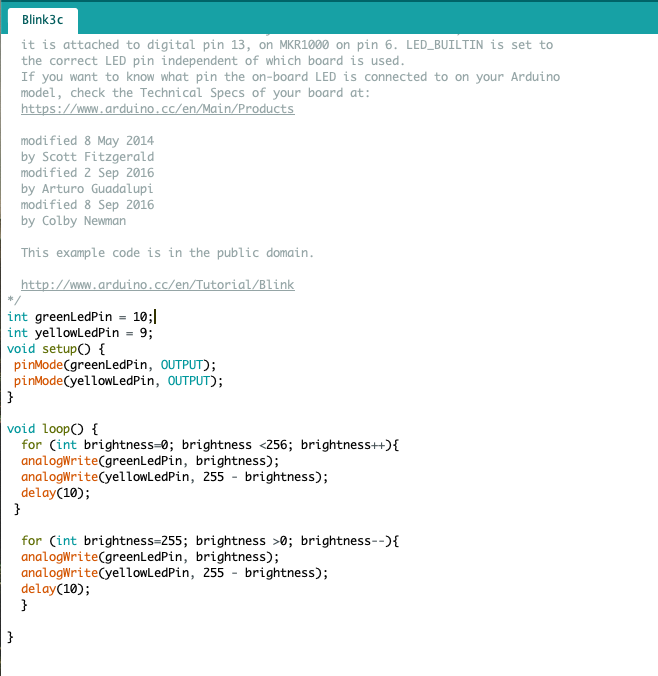 Blink3c
it is attached to digital pin 13, on MKR1000 on pin 6. LED_BUILTIN is set to
the correct LED pin independent of which board is used.
If you want to know what pin the on-board LED is connected to on your Arduino
model, check the Technical Specs of your board at:
https://www.arduino.cc/en/Main/Products
modified 8 May 2014
by Scott Fitzgerald
modified 2 Sep 2016
by Arturo Guadalupi
modified 8 Sep 2016
by Colby Newman
This example code is in the public domain.
http://www.arduino.cc/en/Tutorial/Blink
*/
int greenLedPin = 10;
int yellowLedPin = 9;
void setup() {
pinMode(greenLedPin, OUTPUT);
pinMode(yellowLedPin, OUTPUT);
}
void loop() {
for (int brightness=0; brightness <256; brightness++){
analogWrite(greenLedPin, brightness);
analogWrite(yellowLedPin, 255 - brightness);
delay(10);
}
for (int brightness=255; brightness >0; brightness--){
analogWrite(greenLedPin, brightness);
analogWrite(yellowLedPin, 255 - brightness);
delay(10);
}
}